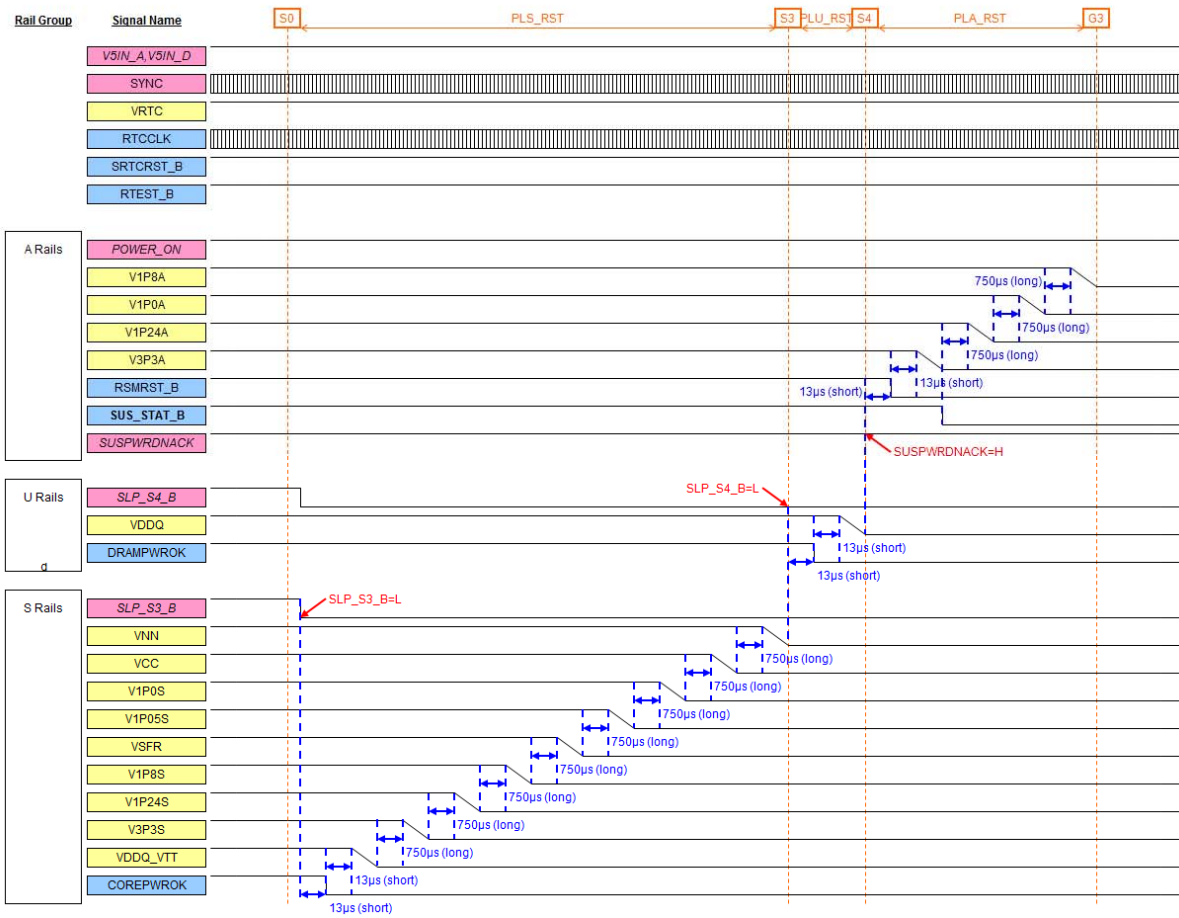 Rail Group Signal Name S0 PLS_RST S3 PLU_RST S4 PLA_RST G3
V5IN_A,V5IN_D
SYNC
VRTC
RTCCLK
SRTCRST_B
RTEST_B
A Rails POWER_ON
V1P8A 750µs (long)
V1P0A 750µs (long)
V1P24A 750µs (long)
V3P3A 13µs (short)
RSMRST_B 13µs (short)
SUS_STAT_B
SUSPWRDNACK SUSPWRDNACK=H
U Rails SLP_S4_B SLP_S4_B=L
VDDQ 13µs (short)
DRAMPWROK 13µs (short)
d
S Rails SLP_S3_B SLP_S3_B=L
VNN 750µs (long)
VCC 750µs (long)
V1P0S 750µs (long)
V1P05S 750µs (long)
VSFR 750µs (long)
V1P8S 750µs (long)
V1P24S 750µs (long)
V3P3S 750µs (long)
VDDQ_VTT 13µs (short)
COREPWROK 13µs (short)